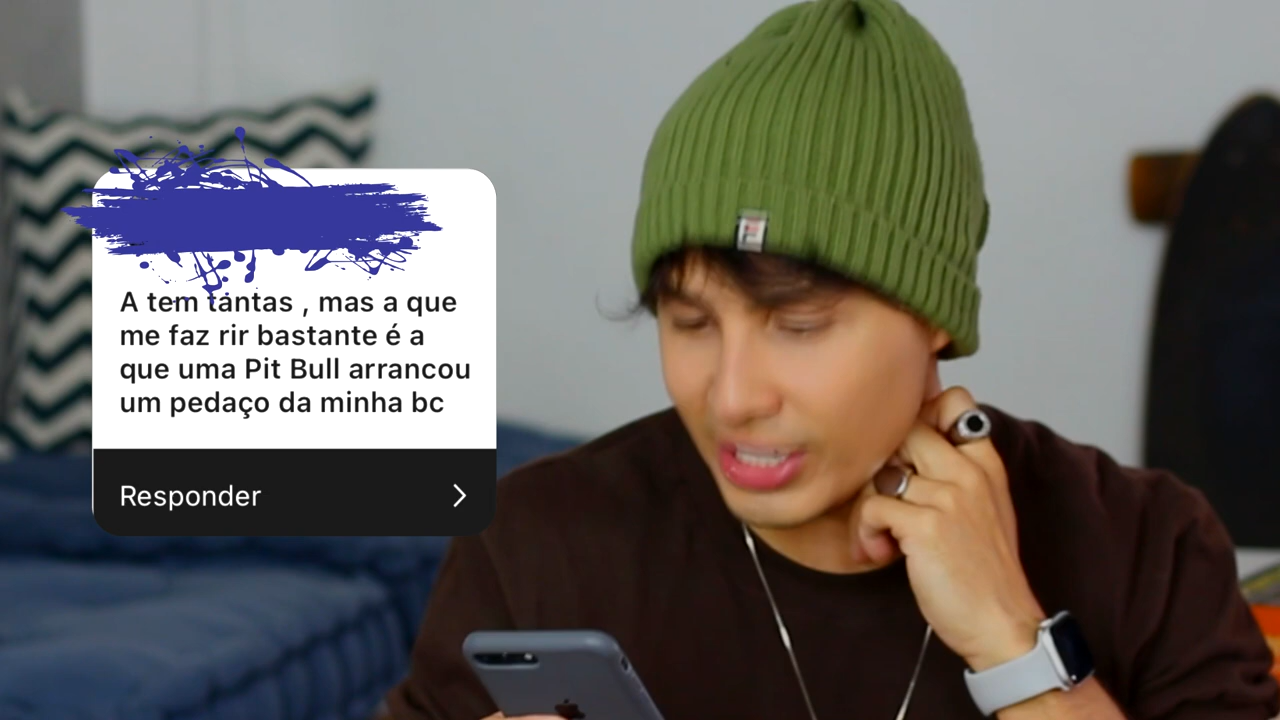 A tem tantas , mas a que
me faz rir bastante é a
que uma Pit Bull arrancou
um pedaço da minha bc
Responder